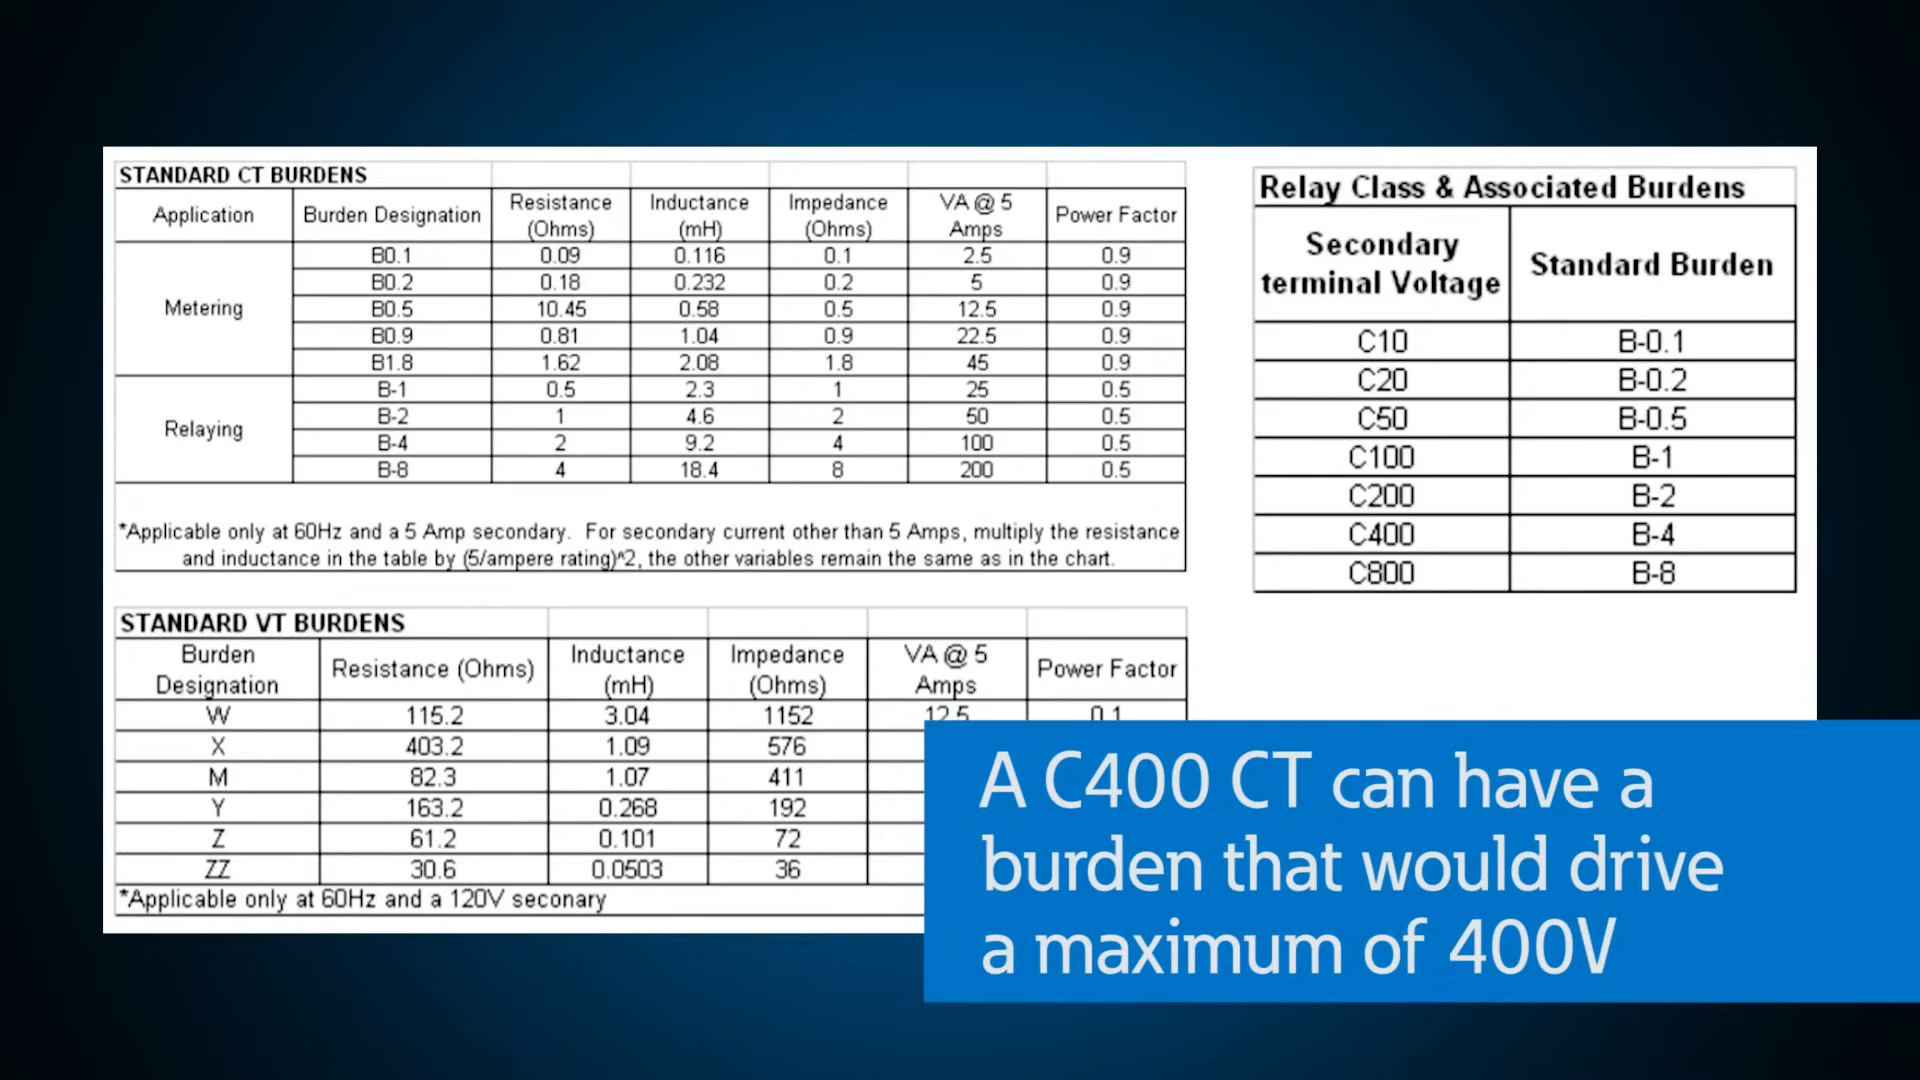 STANDARD CT BURDENS
Application Burden Designation Resistance (Ohms) Inductance (mH) Impedance (Ohms) VA @ 5 Amps Power Factor
Metering
B0.1 0.09 0.116 0.1 2.5 0.9
B0.2 0.18 0.232 0.2 5 0.9
B0.5 10.45 0.58 0.5 12.5 0.9
B0.9 0.81 1.04 0.9 22.5 0.9
B1.8 1.62 2.08 1.8 45 0.9
Relaying
B-1 0.5 2.3 1 25 0.5
B-2 1 4.6 2 50 0.5
B-4 2 9.2 4 100 0.5
B-8 4 18.4 8 200 0.5
*Applicable only at 60Hz and a 5 Amp secondary. For secondary current other than 5 Amps, multiply the resistance
and inductance in the table by (5/ampere rating)^2, the other variables remain the same as in the chart.
Relay Class & Associated Burdens
Secondary terminal Voltage Standard Burden
C10 B-0.1
C20 B-0.2
C50 B-0.5
C100 B-1
C200 B-2
C400 B-4
C800 B-8
STANDARD VT BURDENS
Burden Designation Resistance (Ohms) Inductance (mH) Impedance (Ohms) VA @ 5 Amps Power Factor
W 115.2 3.04 1152 12.5 0.1
X 403.2 1.09 576
M 82.3 1.07 411
Y 163.2 0.268 192
Z 61.2 0.101 72
ZZ 30.6 0.0503 36
*Applicable only at 60Hz and a 120V seconary
A C400 CT can have a
burden that would drive
a maximum of 400V